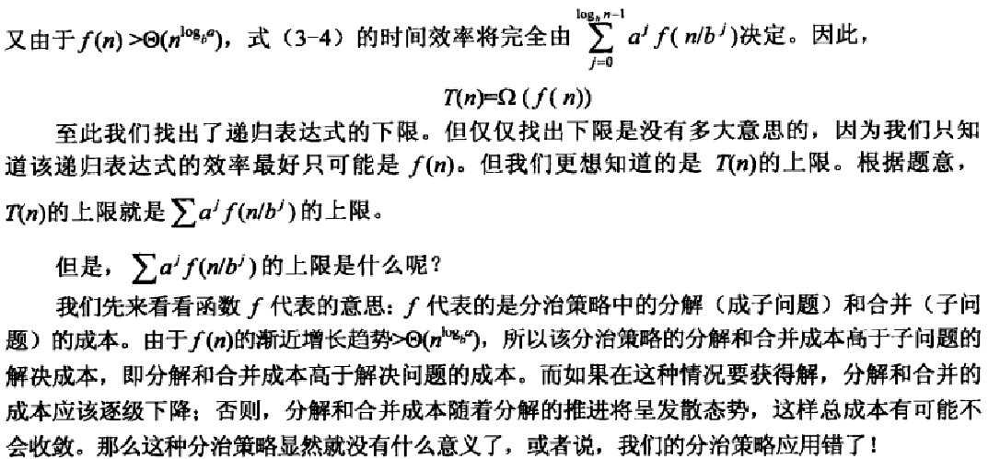 又由于 f(n) >Θ(n^{log_b a})，式（3-4）的时间效率将完全由 \sum_{j=0}^{log_b n-1} a^j f(n/b^j)决定。因此，
T(n)=Ω(f(n))
至此我们找出了递归表达式的下限。但仅仅找出下限是没有多大意思的，因为我们只知
道该递归表达式的效率最好只可能是 f(n)。但我们更想知道的是 T(n)的上限。根据题意，
T(n)的上限就是∑a^j f(n/b^j)的上限。
但是，∑a^j f(n/b^j)的上限是什么呢？
我们先来看看函数 f 代表的意思：f 代表的是分治策略中的分解（成子问题）和合并（子问
题）的成本。由于 f(n)的渐近增长趋势>Θ(n^{log_b a})，所以该分治策略的分解和合并成本高于子问题的
解决成本，即分解和合并成本高于解决问题的成本。而如果在这种情况要获得解，分解和合并的
成本应该逐级下降；否则，分解和合并成本随着分解的推进将呈发散态势，这样总成本有可能不
会收敛。那么这种分治策略显然就没有什么意义了，或者说，我们的分治策略应用错了！